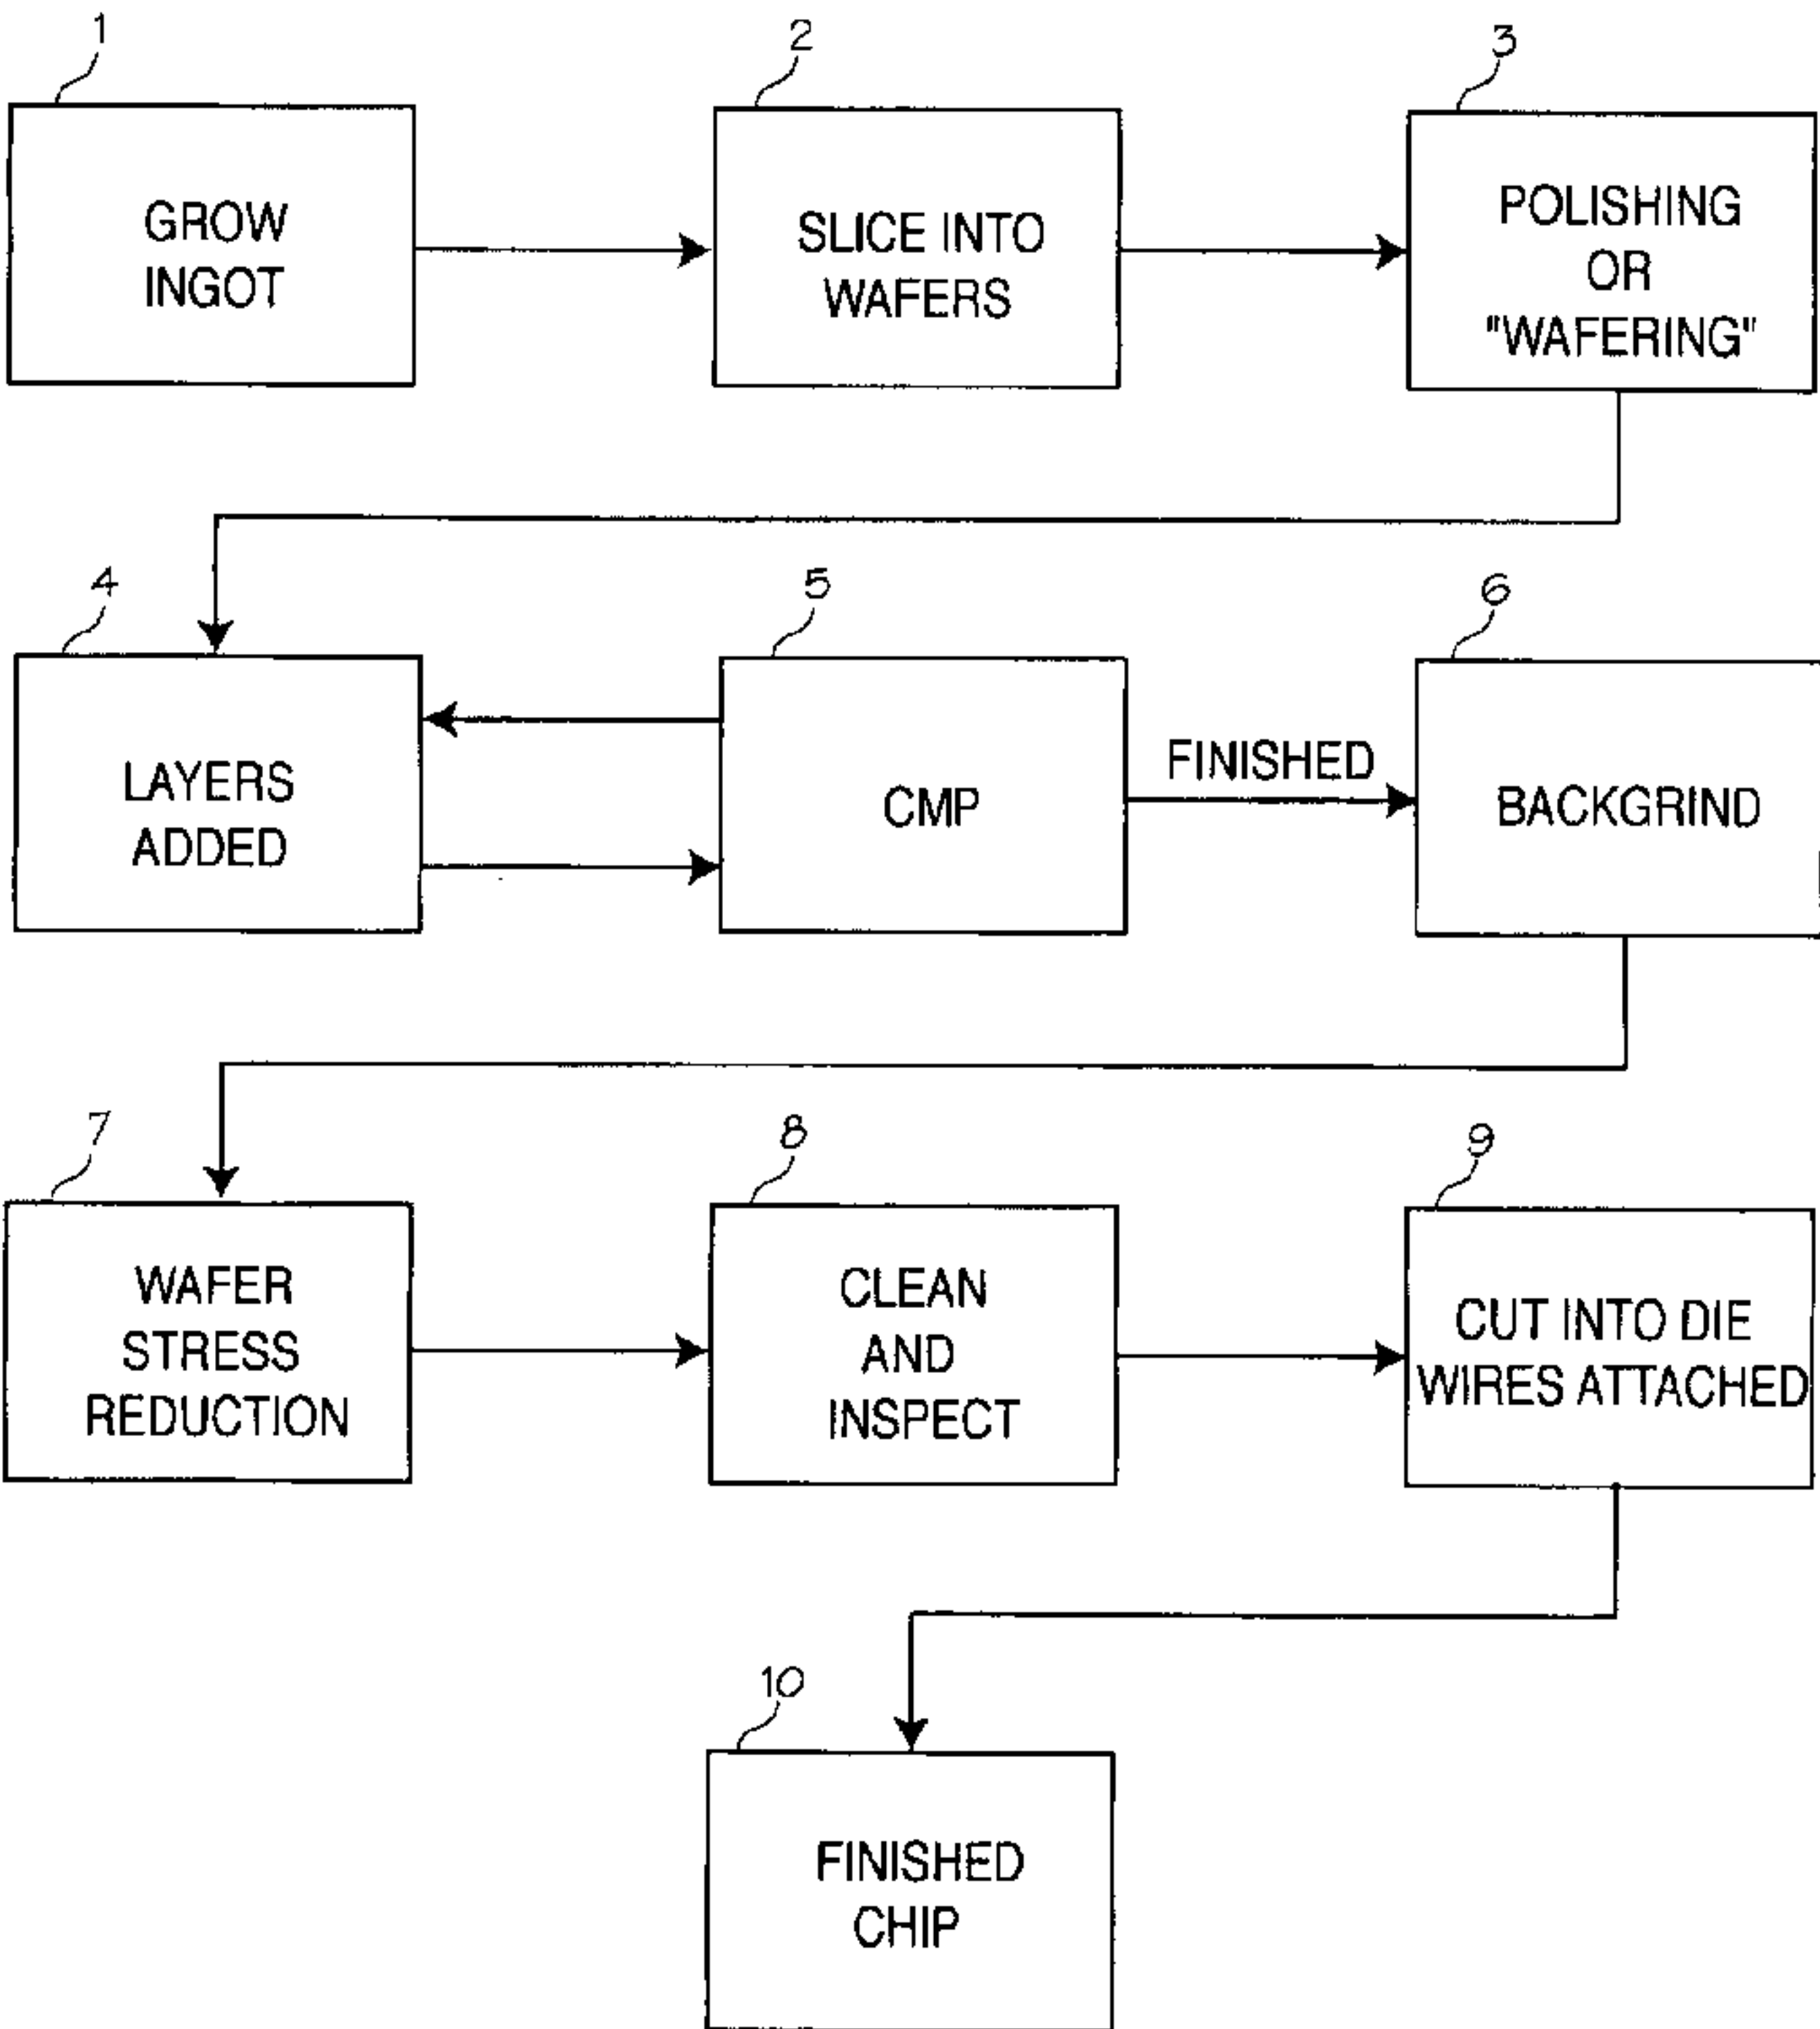 1
GROW
INGOT
2
SLICE INTO
WAFERS
3
POLISHING
OR
"WAFERING"
4
LAYERS
ADDED
5
CMP
FINISHED
6
BACKGRIND
7
WAFER
STRESS
REDUCTION
8
CLEAN
AND
INSPECT
9
CUT INTO DIE
WIRES ATTACHED
10
FINISHED
CHIP